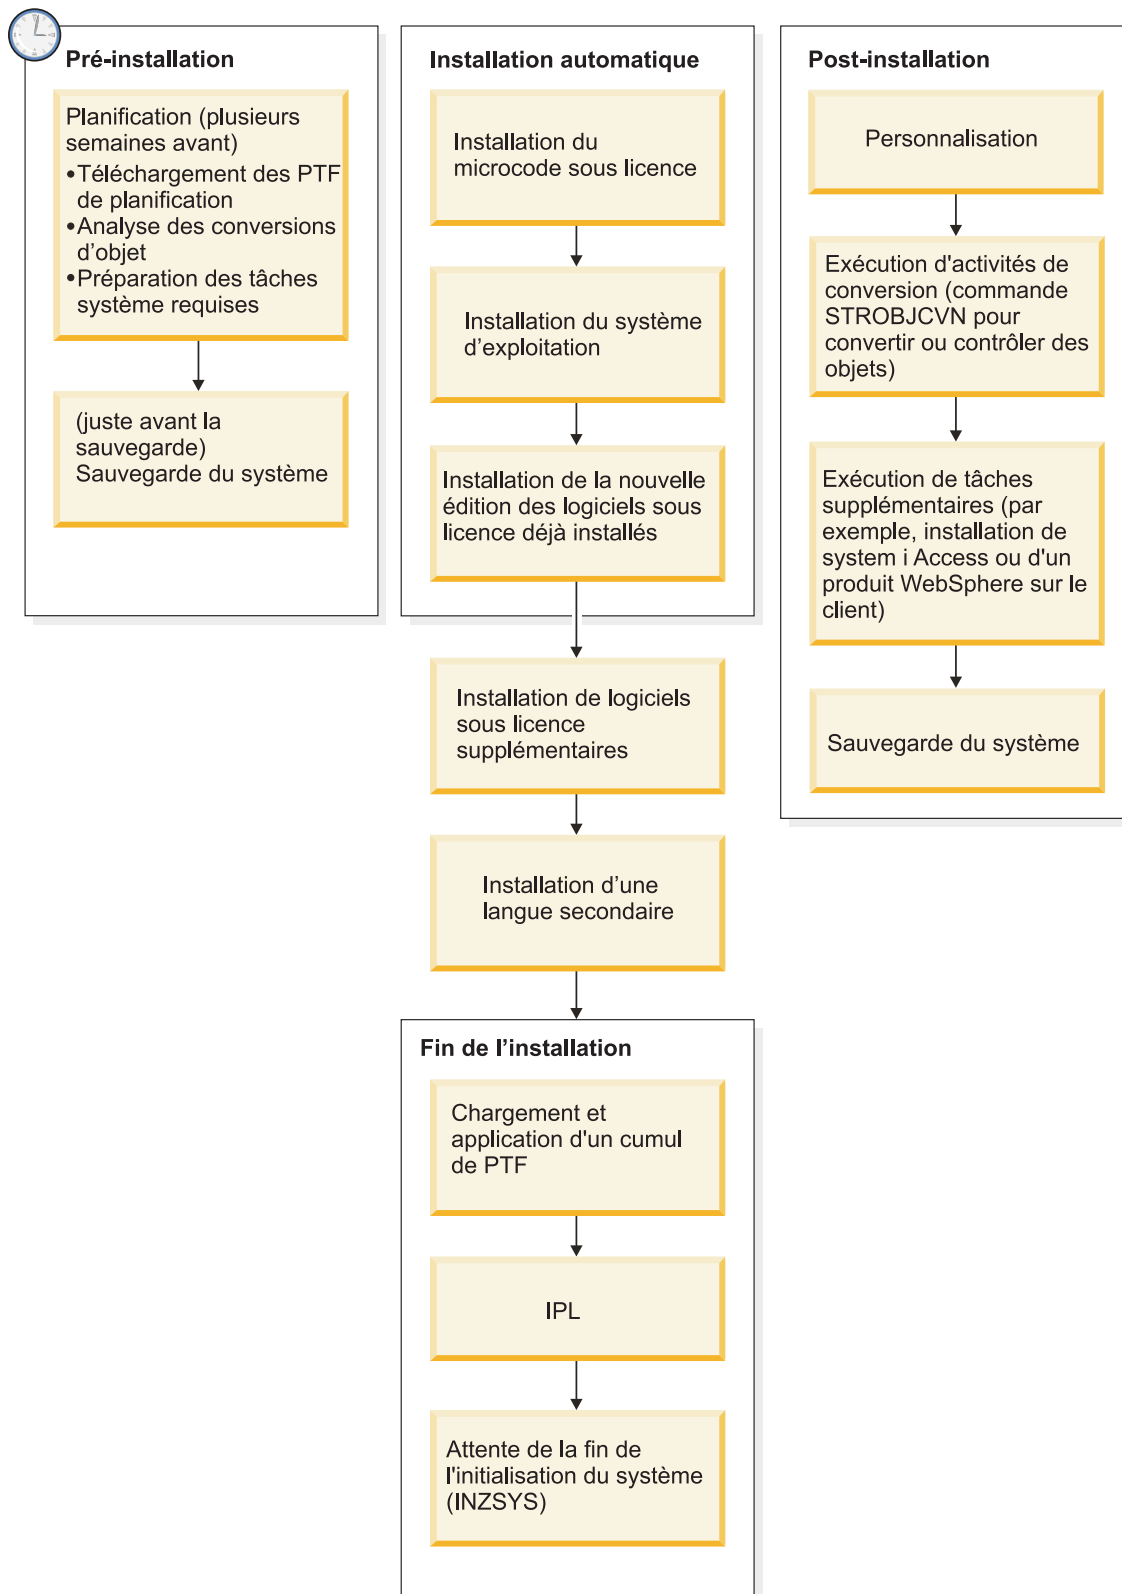 Pré-installation
Planification (plusieurs
semaines avant)
•Téléchargement des PTF
de planification
•Analyse des conversions
d’objet
•Préparation des tâches
système requises
(juste avant la
sauvegarde)
Sauvegarde du système
Installation automatique
Installation du
microcode sous licence
Installation du système
d’exploitation
Installation de la nouvelle
édition des logiciels sous
licence déjà installés
Installation de logiciels
sous licence
supplémentaires
Installation d’une
langue secondaire
Fin de l’installation
Chargement et
application d'un cumul
de PTF
IPL
Attente de la fin de
l'initialisation du système
(INZSYS)
Post-installation
Personnalisation
Exécution d'activités de
conversion (commande
STROBJCVN pour
convertir ou contrôler des
objets)
Exécution de tâches
supplémentaires (par
exemple, installation de
system i Access ou d'un
produit WebSphere sur le
client)
Sauvegarde du système